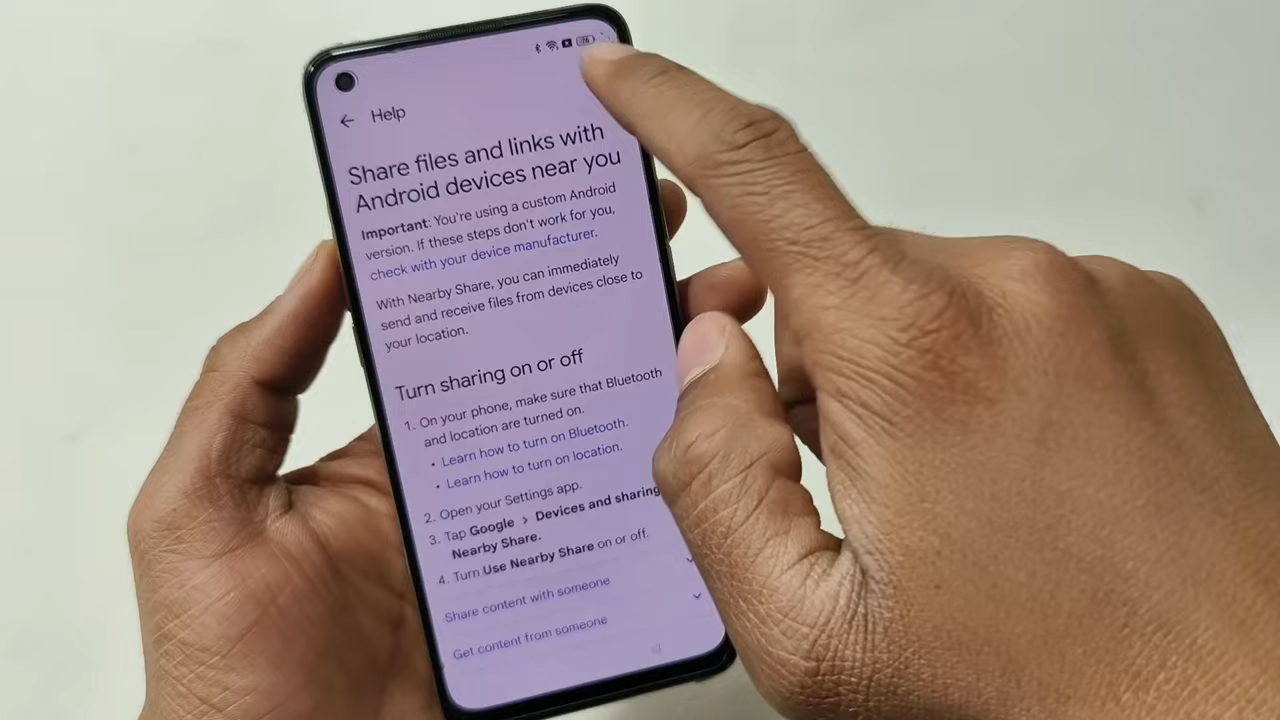 Help
Share files and links with
Android devices near you
Important: You're using a custom Android
version. If these steps don't work for you,
check with your device manufacturer.
With Nearby Share, you can immediately
send and receive files from devices close to
your location.
Turn sharing on or off
1. On your phone, make sure that Bluetooth
and location are turned on.
• Learn how to turn on Bluetooth.
• Learn how to turn on location.
2. Open your Settings app.
3. Tap Google > Devices and sharing
Nearby Share.
4. Turn Use Nearby Share on or off.
Share content with someone
Get content from someone